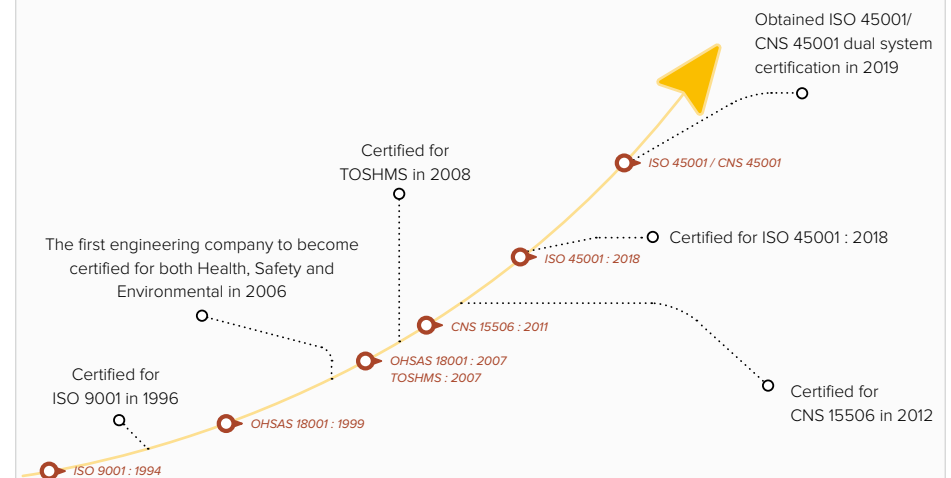 Obtained ISO 45001/
CNS 45001 dual system
certification in 2019
ISO 45001 / CNS 45001
Certified for
TOSHMS in 2008
Certified for ISO 45001 : 2018
ISO 45001 : 2018
The first engineering company to become
certified for both Health, Safety and
Environmental in 2006
CNS 15506 : 2011
OHSAS 18001 : 2007
TOSHMS : 2007
Certified for
ISO 9001 in 1996
Certified for
CNS 15506 in 2012
OHSAS 18001 : 1999
ISO 9001 : 1994